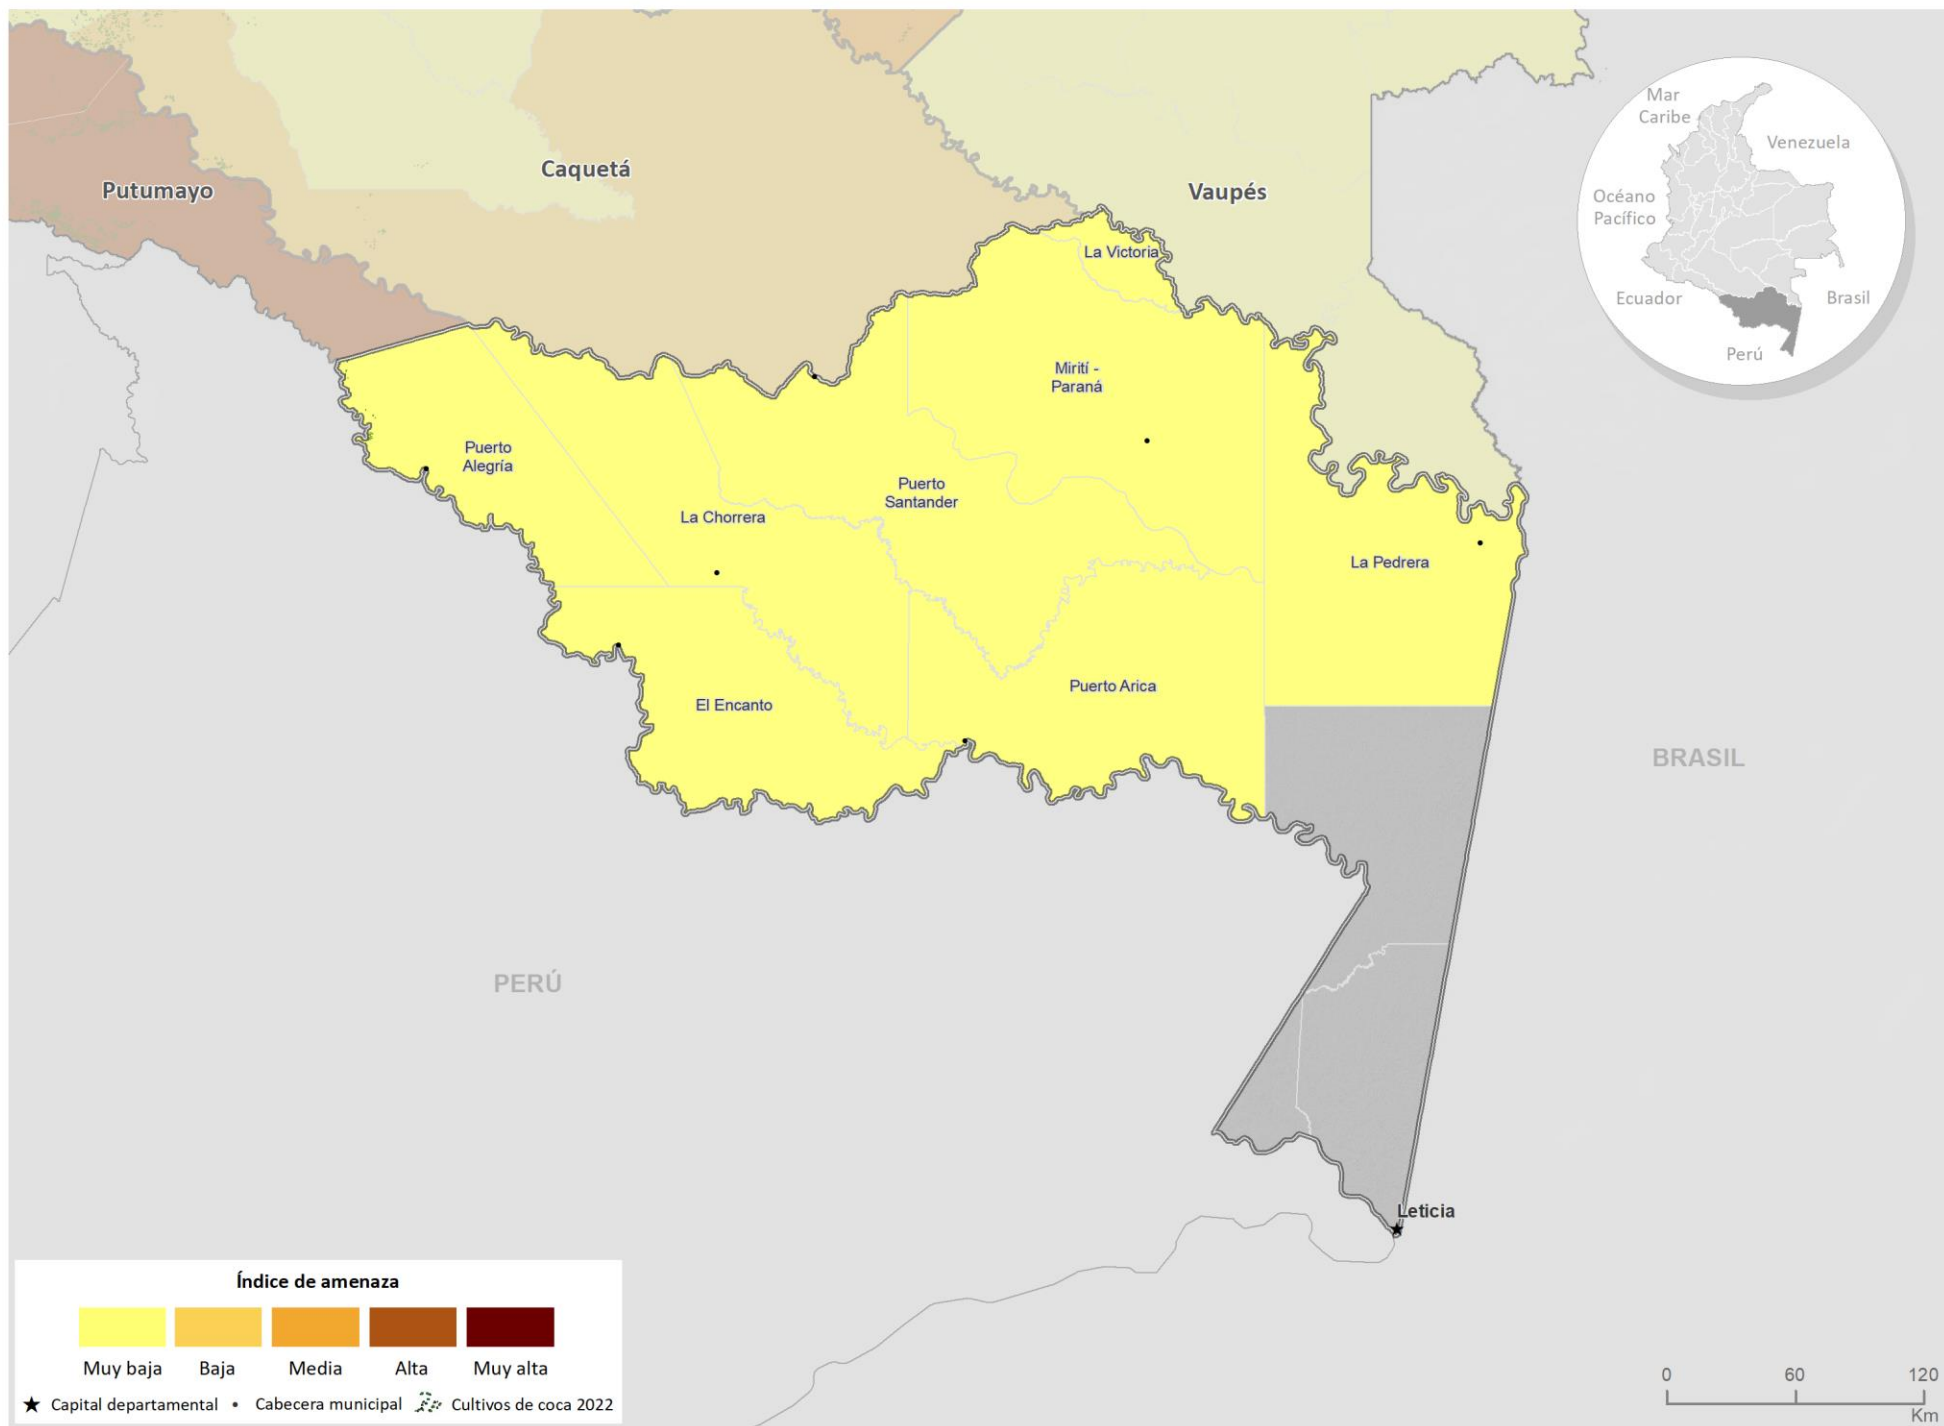 Mar
Caribe
Venezuela
Océano
Pacífico
Ecuador
Brasil
Perú
Caquetá
Putumayo
Vaupés
La Victoria
Mirití -
Paraná
Puerto
Alegría
Puerto
Santander
La Chorrera
La Pedrera
Puerto Arica
El Encanto
BRASIL
PERÚ
Leticia
Índice de amenaza
Muy baja
Baja
Media
Alta
Muy alta
Capital departamental
Cabecera municipal
Cultivos de coca 2022
0
60
120
Km